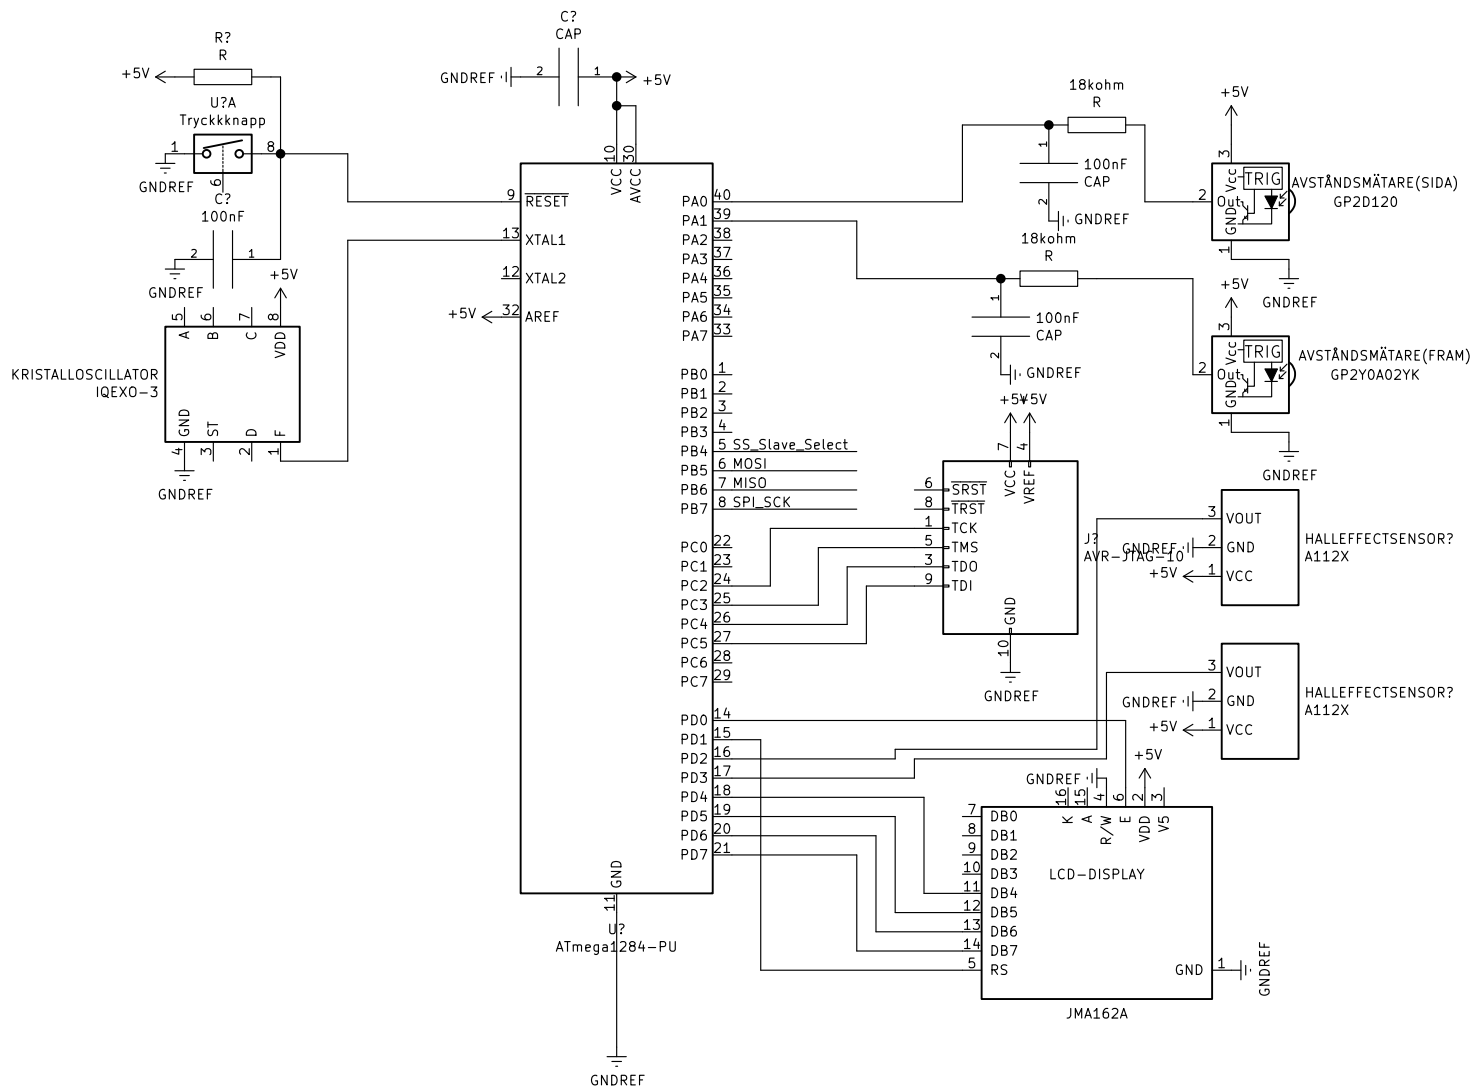 R?
R
+5V
U?A
Tryckkknapp
1
8
6
GNDREF
C?
100nF
2
1
GNDREF
+5V
5
6
7
8
A
B
C
VDD
KRISTALLOSCILLATOR
IQEXO-3
GND
ST
D
F
4
3
2
1
GNDREF
C?
CAP
GNDREF
2
1
+5V
10
30
VCC
AVCC
9 RESET
13 XTAL1
12 XTAL2
+5V
32 AREF
PA0 40
PA1 39
PA2 38
PA3 37
PA4 36
PA5 35
PA6 34
PA7 33
PB0 1
PB1 2
PB2 3
PB3 4
PB4 5 SS_Slave_Select
PB5 6 MOSI
PB6 7 MISO
PB7 8 SPI_SCK
PC0 22
PC1 23
PC2 24
PC3 25
PC4 26
PC5 27
PC6 28
PC7 29
PD0 14
PD1 15
PD2 16
PD3 17
PD4 18
PD5 19
PD6 20
PD7 21
GND
11
U?
ATmega1284-PU
GNDREF
18kohm
R
1
100nF
CAP
2
GNDREF
18kohm
R
1
100nF
CAP
2
GNDREF
+5V
3
Vcc
TRIG
2
Out
GND
1
AVSTÅNDSMÄTARE(SIDA)
GP2D120
GNDREF
+5V
3
Vcc
TRIG
2
Out
GND
1
AVSTÅNDSMÄTARE(FRAM)
GP2Y0A02YK
GNDREF
+5V
+5V
7
4
VCC
VREF
6 SRST
8 TRST
1 TCK
5 TMS
3 TDO
9 TDI
GND
10
GNDREF
J?
AVR-JTAG-10
3 VOUT
GNDREF
2 GND
+5V
1 VCC
HALLEFFECTSENSOR?
A112X
3 VOUT
GNDREF
2 GND
+5V
1 VCC
HALLEFFECTSENSOR?
A112X
+5V
GNDREF
16
15
4
6
2
3
K
A
R/W
E
VDD
V5
7 DB0
8 DB1
9 DB2
10 DB3
11 DB4
12 DB5
13 DB6
14 DB7
5 RS
LCD-DISPLAY
GND 1
GNDREF
JMA162A